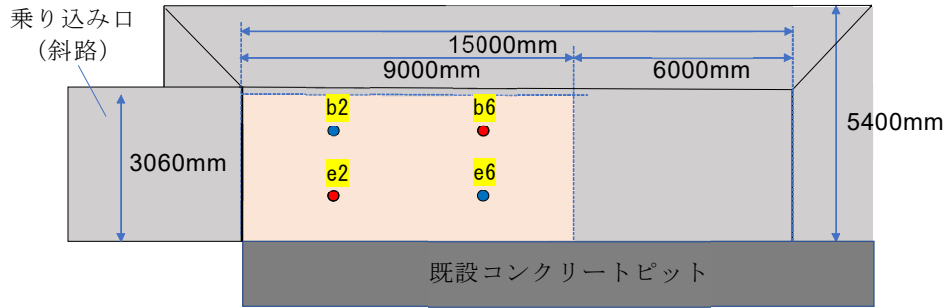 乗り込み口
(斜路)
15000mm
9000mm
6000mm
b2
b6
5400mm
3060mm
e2
e6
既設コンクリートピット